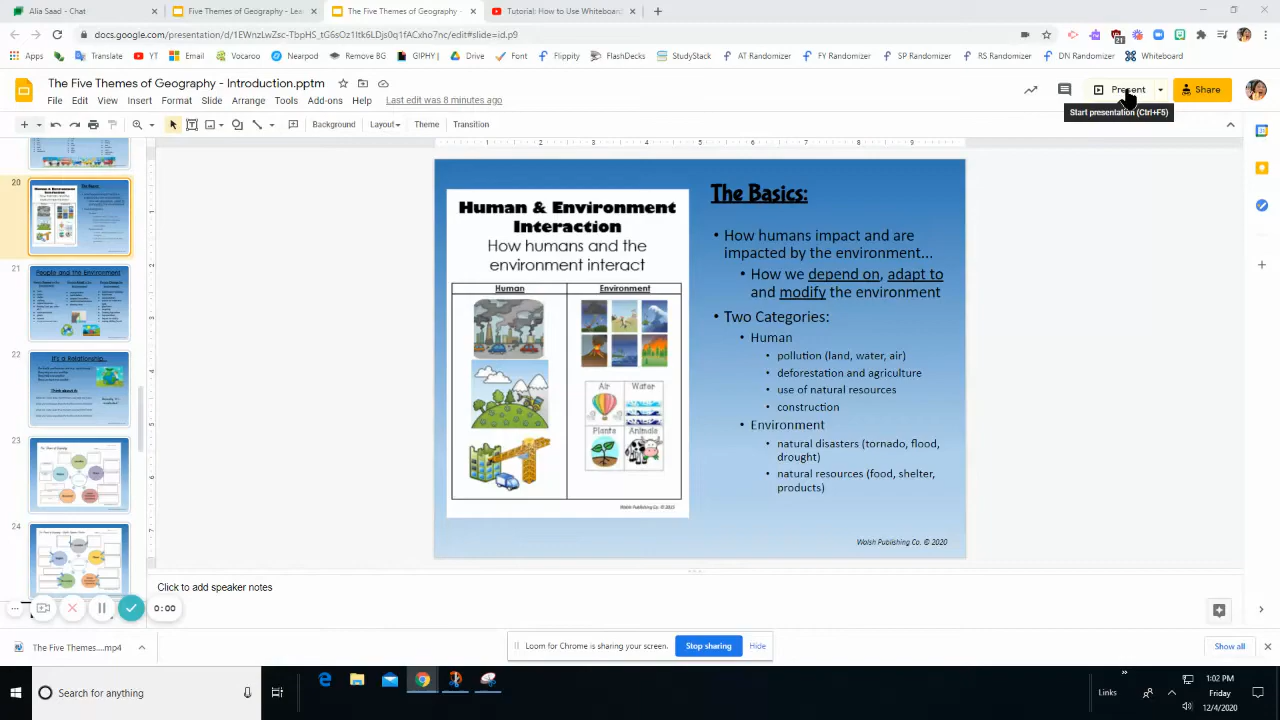 Alia Saad - Chat
Five Themes of Geography - Le
The Five Themes of Geography -
Tutorial: How to Use Whiteboard
docs.google.com/presentation/d/1EWnzLwZsc-TbpHS_tG6sOz1Itk6LDjs0q1fACxho7nc/edit#slide=id.p9
Apps Translate YT Email Vocaroo Nearpod Remove BG GIPHY Drive Font Flippity FlashDecks StudyStack AT Randomizer FY Randomizer SP Randomizer RS Randomizer DN Randomizer Whiteboard
The Five Themes of Geography - Introduction.pptm
Present
Share
File Edit View Insert Format Slide Arrange Tools Add-ons Help Last edit was 8 minutes ago
Start presentation (Ctrl+F5)
Background Layout Theme Transition
20
21
People and the Environment
22
It's a Relationship...
23
24
Human & Environment
Interaction
How humans and the
environment interact
Human Environment
Air Water
Plants Animals
Walsh Publishing Co. © 2015
The Basics:
• How humans impact and are
impacted by the environment...
• How we depend on, adapt to
and modify the environment
• Two Categories:
• Human
• pollution (land, water, air)
• deforestation and agriculture
• use of natural resources
• construction
• Environment
• natural disasters (tornado, flood,
drought)
• natural resources (food, shelter,
products)
Walsh Publishing Co. © 2020
Click to add speaker notes
0:00
The Five Themes....mp4
Loom for Chrome is sharing your screen.
Stop sharing
Hide
Show all
Search for anything
Links
1:02 PM
Friday
12/4/2020